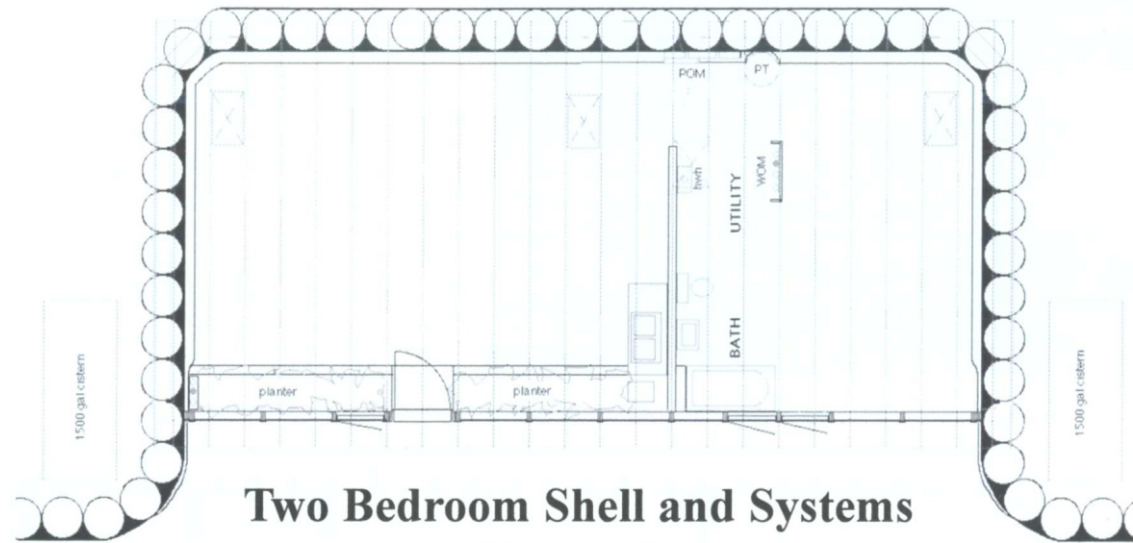 POM
PT
hwh
WOM
UTILITY
BATH
planter
planter
1500 gal cistern
1500 gal cistern
Two Bedroom Shell and Systems